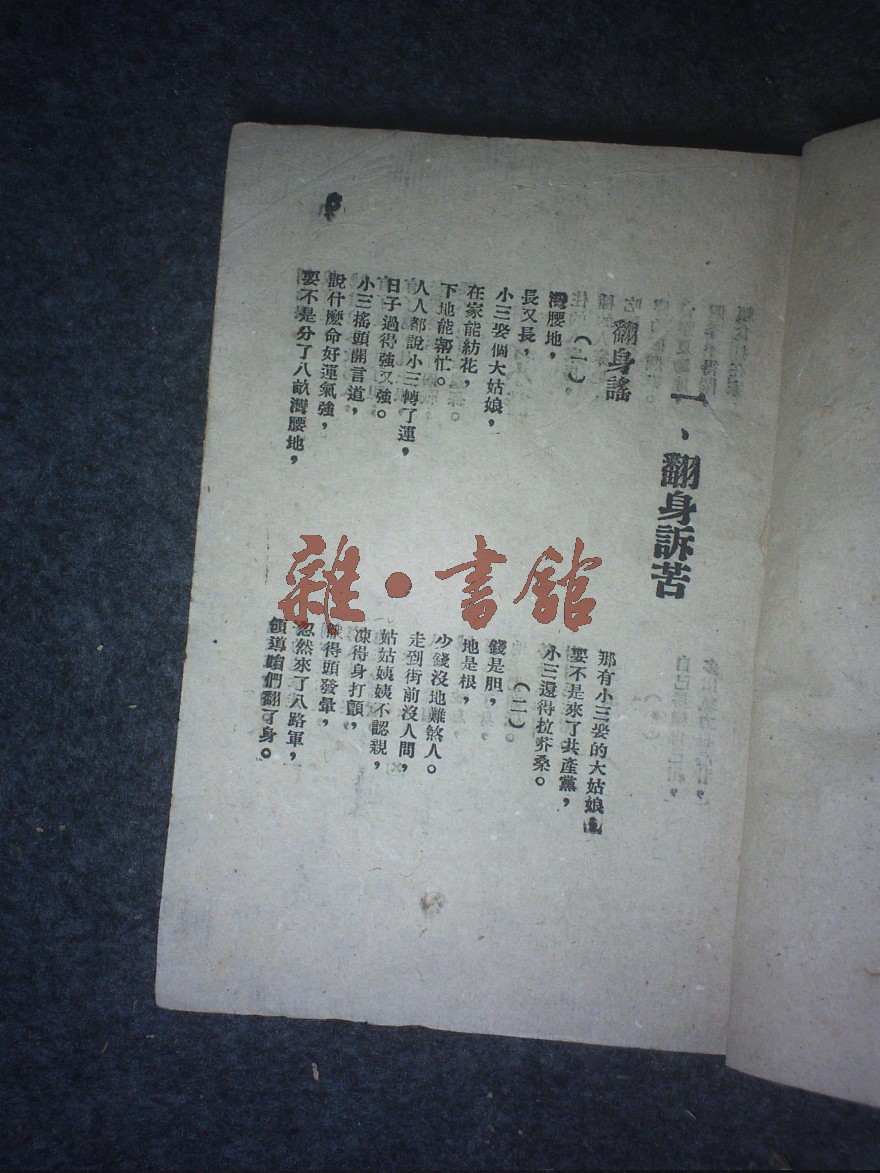 一、翻身訴苦
翻身謠
（一）
灣腰地，
長又長，
小三娶個大姑娘，
在家能紡花，
下地能幫忙。
人人都說小三轉了運，
日子過得強又強。
小三搖頭開言道，
說什麼命好運氣強，
要不是分了八畝灣腰地，
那有小三娶的大姑娘！
要不是來了共產黨，
小三還得拉莽桑。
（二）
錢是胆，
地是根，
少錢沒地難煞人。
走到街前沒人問，
姑姑姨姨不認親，
凍得身打顫，
餓得頭發暈，
忽然來了八路軍，
領導咱們翻了身。
雜·書館